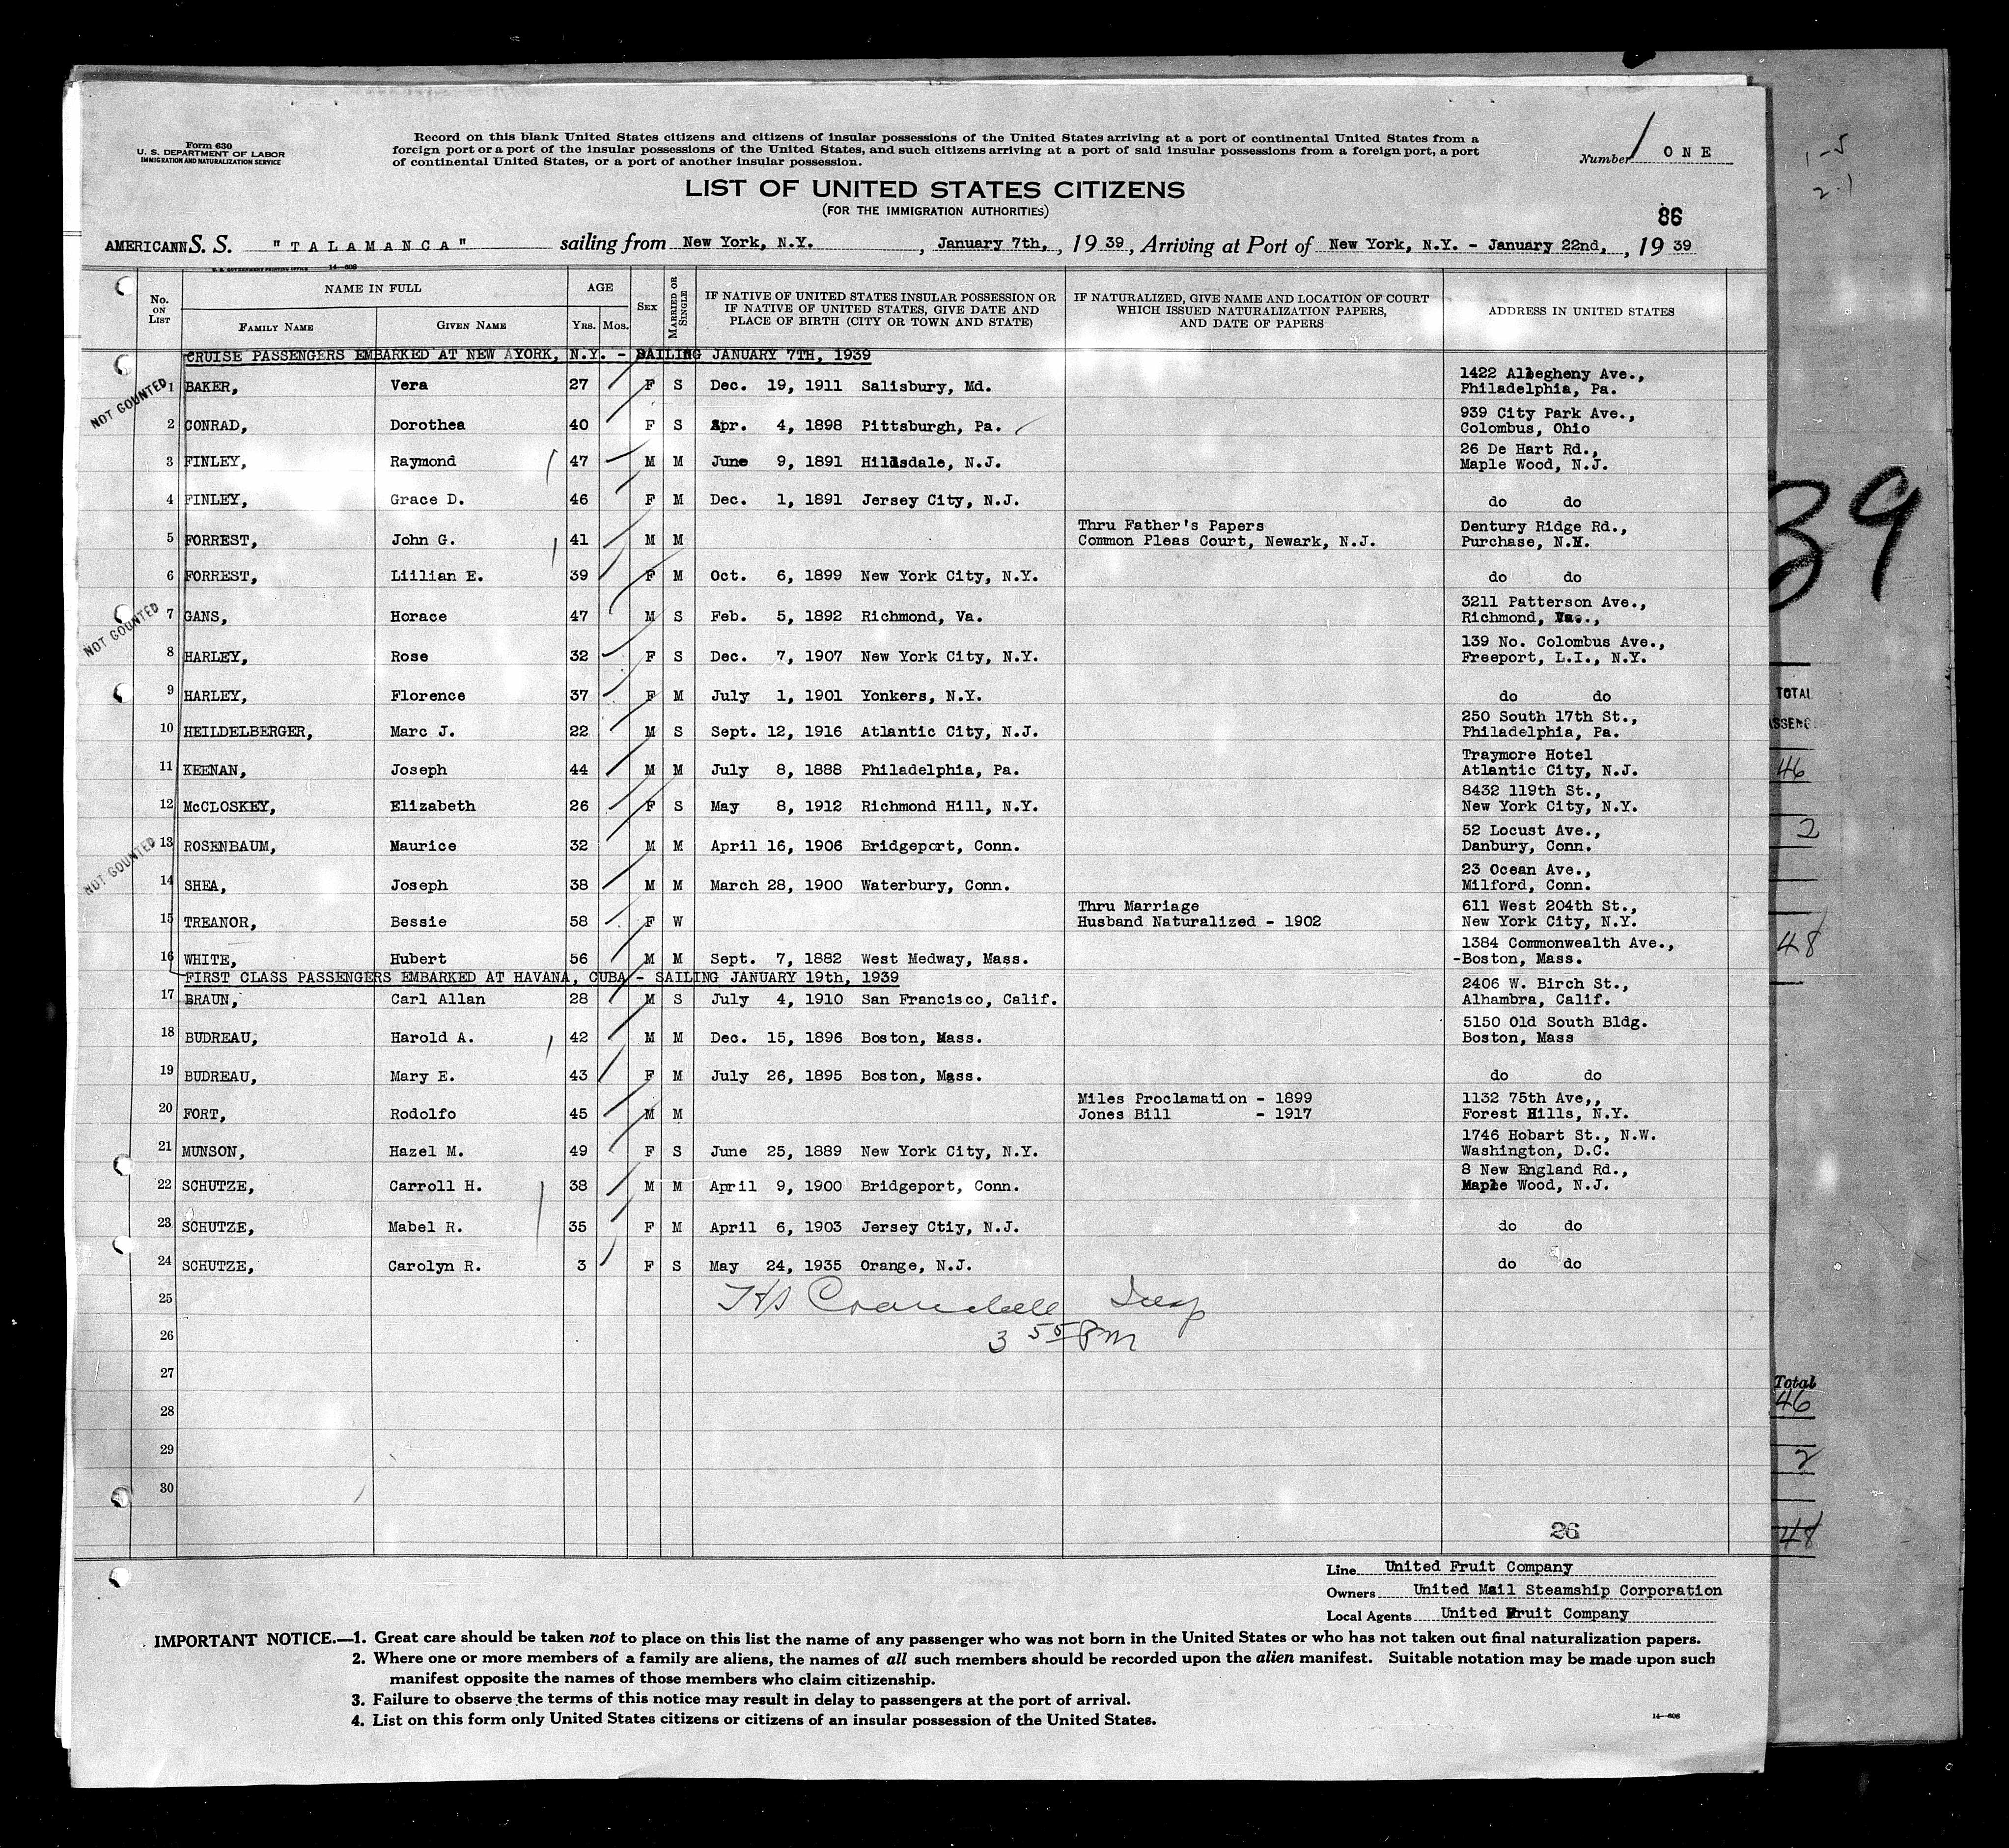 Form 630
U. S. DEPARTMENT OF LABOR
IMMIGRATION AND NATURALIZATION SERVICE
Record on this blank United States citizens and citizens of insular possessions of the United States arriving at a port of continental United States from a
foreign port or a port of the insular possessions of the United States, and such citizens arriving at a port of said insular possessions from a foreign port, a port
of continental United States, or a port of another insular possession.
Number 1 ONE
1-5
2-1
LIST OF UNITED STATES CITIZENS
(FOR THE IMMIGRATION AUTHORITIES)
86
AMERICANN S. S. "TALAMANCA" sailing from New York, N.Y. , January 7th, , 19 39, Arriving at Port of New York, N.Y. - January 22nd, , 19 39
U. S. GOVERNMENT PRINTING OFFICE 14-608
No. ON LIST NAME IN FULL FAMILY NAME GIVEN NAME AGE YRS. MOS. SEX MARRIED OR SINGLE IF NATIVE OF UNITED STATES INSULAR POSSESSION OR IF NATIVE OF UNITED STATES, GIVE DATE AND PLACE OF BIRTH (CITY OR TOWN AND STATE) IF NATURALIZED, GIVE NAME AND LOCATION OF COURT WHICH ISSUED NATURALIZATION PAPERS, AND DATE OF PAPERS ADDRESS IN UNITED STATES
CRUISE PASSENGERS EMBARKED AT NEW AYORK, N.Y. - SAILING JANUARY 7TH, 1939
NOT COUNTED
1 BAKER, Vera 27 F S Dec. 19, 1911 Salisbury, Md. 1422 Allegheny Ave.,
Philadelphia, Pa.
2 CONRAD, Dorothea 40 F S Apr. 4, 1898 Pittsburgh, Pa. 939 City Park Ave.,
Colombus, Ohio
3 FINLEY, Raymond 47 M M June 9, 1891 Hillsdale, N.J. 26 De Hart Rd.,
Maple Wood, N.J.
4 FINLEY, Grace D. 46 F M Dec. 1, 1891 Jersey City, N.J. do do
5 FORREST, John G. 41 M M Thru Father's Papers
Common Pleas Court, Newark, N.J. Dentury Ridge Rd.,
Purchase, N.H.
6 FORREST, Lillian E. 39 F M Oct. 6, 1899 New York City, N.Y. do do
NOT COUNTED
7 GANS, Horace 47 M S Feb. 5, 1892 Richmond, Va. 3211 Patterson Ave.,
Richmond, Va.,
8 HARLEY, Rose 32 F S Dec. 7, 1907 New York City, N.Y. 139 No. Colombus Ave.,
Freeport, L.I., N.Y.
9 HARLEY, Florence 37 F M July 1, 1901 Yonkers, N.Y. do do
10 HEILDELBERGER, Marc J. 22 M S Sept. 12, 1916 Atlantic City, N.J. 250 South 17th St.,
Philadelphia, Pa.
11 KEENAN, Joseph 44 M M July 8, 1888 Philadelphia, Pa. Traymore Hotel
Atlantic City, N.J.
12 McCLOSKEY, Elizabeth 26 F S May 8, 1912 Richmond Hill, N.Y. 8432 119th St.,
New York City, N.Y.
NOT COUNTED
13 ROSENBAUM, Maurice 32 M M April 16, 1906 Bridgeport, Conn. 52 Locust Ave.,
Danbury, Conn.
14 SHEA, Joseph 38 M M March 28, 1900 Waterbury, Conn. 23 Ocean Ave.,
Milford, Conn.
15 TREANOR, Bessie 58 F W Thru Marriage
Husband Naturalized - 1902 611 West 204th St.,
New York City, N.Y.
16 WHITE, Hubert 56 M M Sept. 7, 1882 West Medway, Mass. 1384 Commonwealth Ave.,
-Boston, Mass.
FIRST CLASS PASSENGERS EMBARKED AT HAVANA, CUBA - SAILING JANUARY 19th, 1939
17 BRAUN, Carl Allan 28 M S July 4, 1910 San Francisco, Calif. 2406 W. Birch St.,
Alhambra, Calif.
18 BUDREAU, Harold A. 42 M M Dec. 15, 1896 Boston, Mass. 5150 Old South Bldg.
Boston, Mass
19 BUDREAU, Mary E. 43 F M July 26, 1895 Boston, Mass. do do
20 FORT, Rodolfo 45 M M Miles Proclamation - 1899
Jones Bill - 1917 1132 75th Ave,,
Forest Hills, N.Y.
21 MUNSON, Hazel M. 49 F S June 25, 1889 New York City, N.Y. 1746 Hobart St., N.W.
Washington, D.C.
22 SCHUTZE, Carroll H. 38 M M April 9, 1900 Bridgeport, Conn. 8 New England Rd.,
Maple Wood, N.J.
23 SCHUTZE, Mabel R. 35 F M April 6, 1903 Jersey Ctiy, N.J. do do
24 SCHUTZE, Carolyn R. 3 F S May 24, 1935 Orange, N.J. do do
25
26 3 55 PM
27
28
29
30
26
39
TOTAL
46
2
48
Total
46
2
48
Line United Fruit Company
Owners United Mail Steamship Corporation
Local Agents United Fruit Company
IMPORTANT NOTICE.—1. Great care should be taken not to place on this list the name of any passenger who was not born in the United States or who has not taken out final naturalization papers.
2. Where one or more members of a family are aliens, the names of all such members should be recorded upon the alien manifest. Suitable notation may be made upon such
manifest opposite the names of those members who claim citizenship.
3. Failure to observe the terms of this notice may result in delay to passengers at the port of arrival.
4. List on this form only United States citizens or citizens of an insular possession of the United States.
14-608